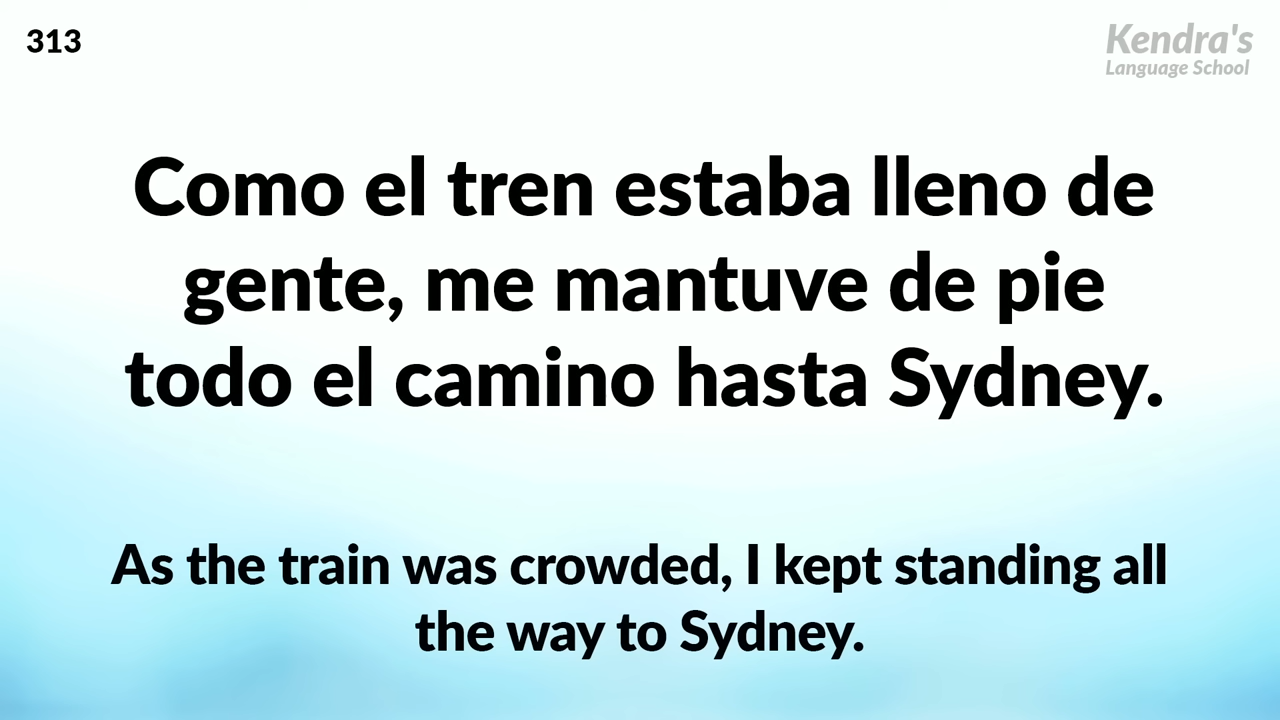 313
Kendra's
Language School
Como el tren estaba lleno de
gente, me mantuve de pie
todo el camino hasta Sydney.
As the train was crowded, I kept standing all
the way to Sydney.